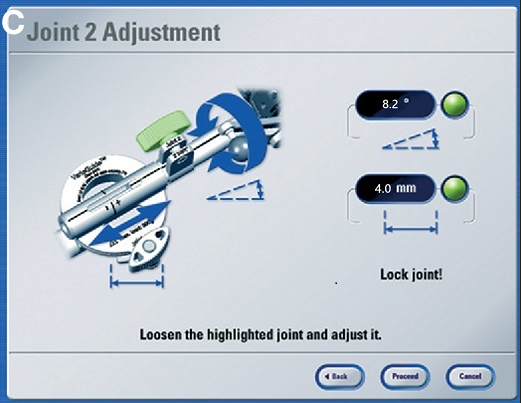 C
Joint 2 Adjustment
8.2 °
4.0 mm
Lock joint!
Loosen the highlighted joint and adjust it.
Back
Proceed
Cancel